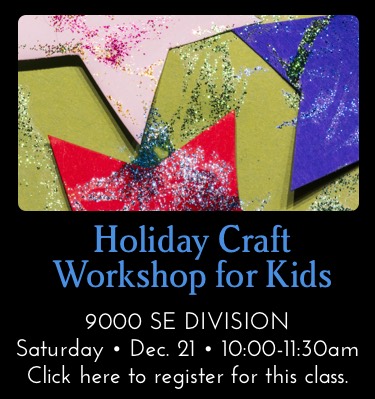 Holiday Craft
Workshop for Kids
9000 SE DIVISION
Saturday • Dec. 21 • 10:00-11:30am
Click here to register for this class.